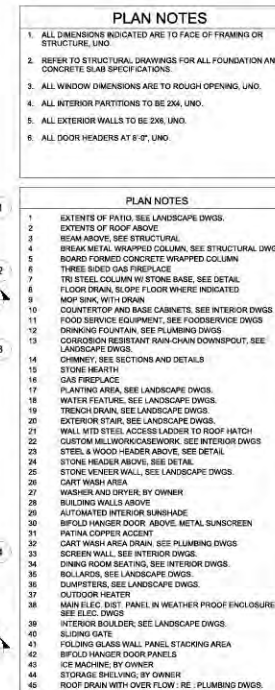 PLAN NOTES
1. ALL DIMENSIONS INDICATED ARE TO FACE OF FRAMING OR
STRUCTURE, UNO.
2. REFER TO STRUCTURAL DRAWINGS FOR ALL FOUNDATION AN
CONCRETE SLAB SPECIFICATIONS.
3. ALL WINDOW DIMENSIONS ARE TO ROUGH OPENING, UNO.
4. ALL INTERIOR PARTITIONS TO BE 2X4, UNO.
5. ALL EXTERIOR WALLS TO BE 2X6, UNO.
6. ALL DOOR HEADERS AT 8'-0", UNO.
PLAN NOTES
1 EXTENTS OF PATIO, SEE LANDSCAPE DWGS.
2 EXTENTS OF ROOF ABOVE
3 BEAM ABOVE, SEE STRUCTURAL
4 BREAK METAL WRAPPED COLUMN, SEE STRUCTURAL DWG
5 BOARD FORMED CONCRETE WRAPPED COLUMN
6 THREE SIDED GAS FIREPLACE
7 TRI STEEL COLUMN W/ STONE BASE, SEE DETAIL
8 FLOOR DRAIN, SLOPE FLOOR WHERE INDICATED
9 MOP SINK, WITH DRAIN
10 COUNTERTOP AND BASE CABINETS, SEE INTERIOR DWGS
11 FOOD SERVICE EQUIPMENT, SEE FOODSERVICE DWGS
12 DRINKING FOUNTAIN, SEE PLUMBING DWGS
13 CORROSION RESISTANT RAIN-CHAIN DOWNSPOUT, SEE
LANDSCAPE DWGS.
14 CHIMNEY, SEE SECTIONS AND DETAILS
15 STONE HEARTH
16 GAS FIREPLACE
17 PLANTING AREA, SEE LANDSCAPE DWGS.
18 WATER FEATURE, SEE LANDSCAPE DWGS.
19 TRENCH DRAIN, SEE LANDSCAPE DWGS.
20 EXTERIOR STAIR, SEE LANDSCAPE DWGS.
21 WALL MTD STEEL ACCESS LADDER TO ROOF HATCH
22 CUSTOM MILLWORK/CASEWORK. SEE INTERIOR DWGS
23 STEEL & WOOD HEADER ABOVE, SEE DETAIL
24 STONE HEADER ABOVE, SEE DETAIL
25 STONE VENEER WALL, SEE LANDSCAPE DWGS.
26 CART WASH AREA
27 WASHER AND DRYER; BY OWNER
28 BUILDING WALLS ABOVE
29 AUTOMATED INTERIOR SUNSHADE
30 BIFOLD HANGER DOOR ABOVE, METAL SUNSCREEN
31 PATINA COPPER ACCENT
32 CART WASH AREA DRAIN, SEE PLUMBING DWGS
33 SCREEN WALL, SEE INTERIOR DWGS.
34 DINING ROOM SEATING, SEE INTERIOR DWGS.
35 BOLLARDS, SEE LANDSCAPE DWGS.
36 DUMPSTERS, SEE LANDSCAPE DWGS.
37 OUTDOOR HEATER
38 MAIN ELEC. DIST. PANEL IN WEATHER PROOF ENCLOSURE
SEE ELEC. DWGS
39 INTERIOR BOULDER; SEE LANDSCAPE DWGS.
40 SLIDING GATE
41 FOLDING GLASS WALL PANEL STACKING AREA
42 BIFOLD HANGER DOOR PANELS
43 ICE MACHINE; BY OWNER
44 STORAGE SHELVING; BY OWNER
45 ROOF DRAIN WITH OVER FLOW : RE : PLUMBING DWGS.